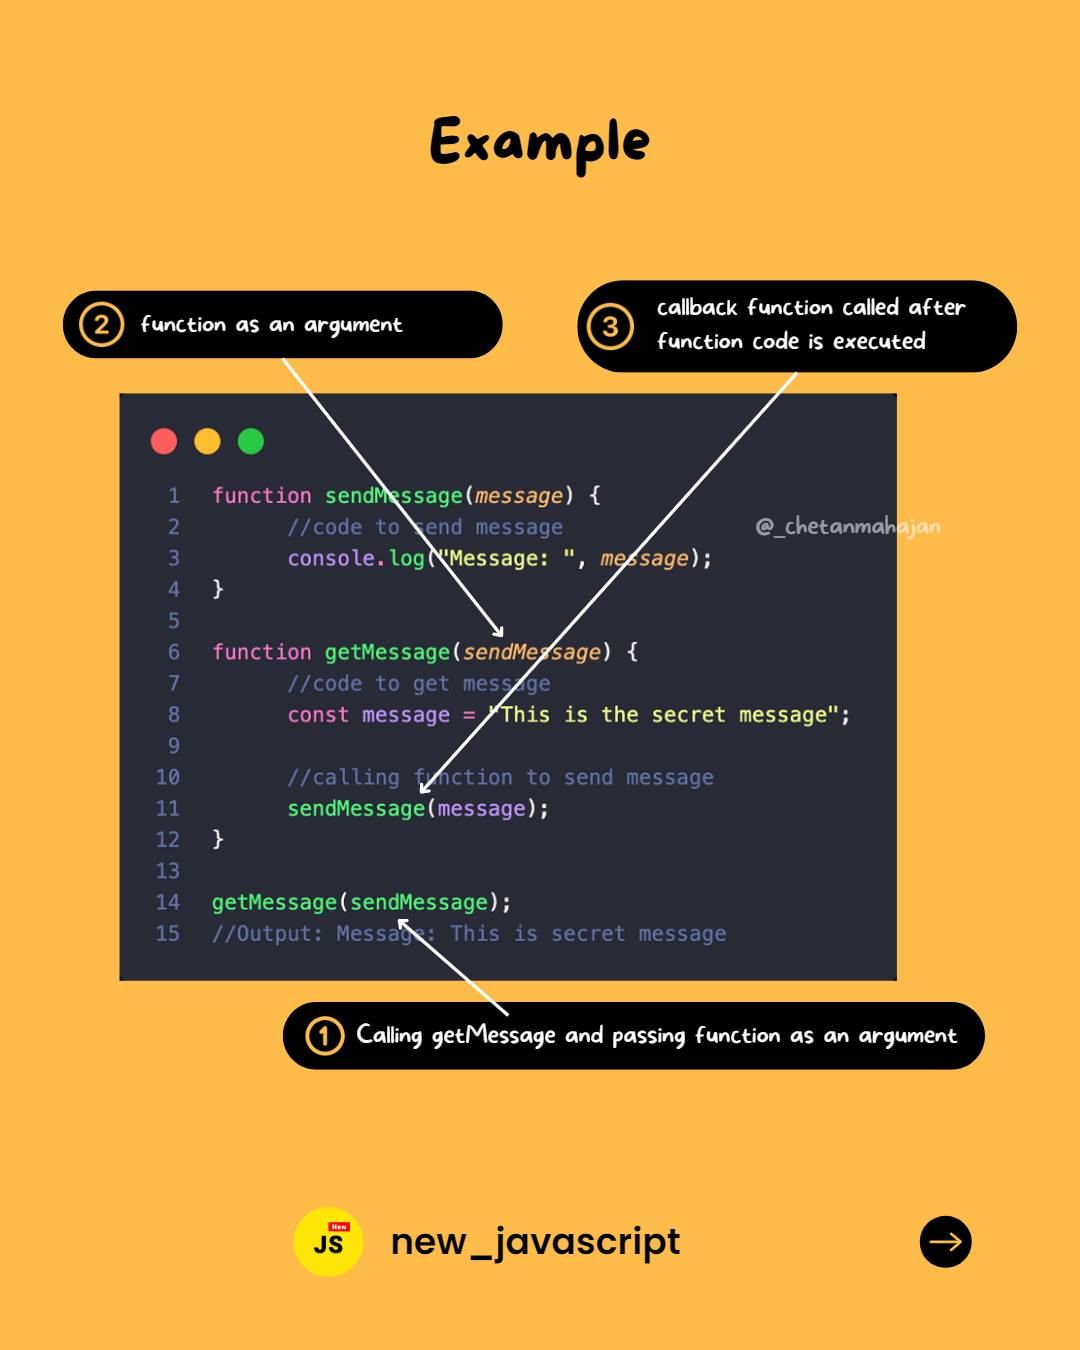 Example
2 function as an argument
3 callback function called after
function code is executed
1 function sendMessage(message) {
2 //code to send message
@_chetanmahajan
3 console.log("Message: ", message);
4 }
5
6 function getMessage(sendMessage) {
7 //code to get message
8 const message = "This is the secret message";
9
10 //calling function to send message
11 sendMessage(message);
12 }
13
14 getMessage(sendMessage);
15 //Output: Message: This is secret message
1 Calling getMessage and passing function as an argument
New
JS
new_javascript